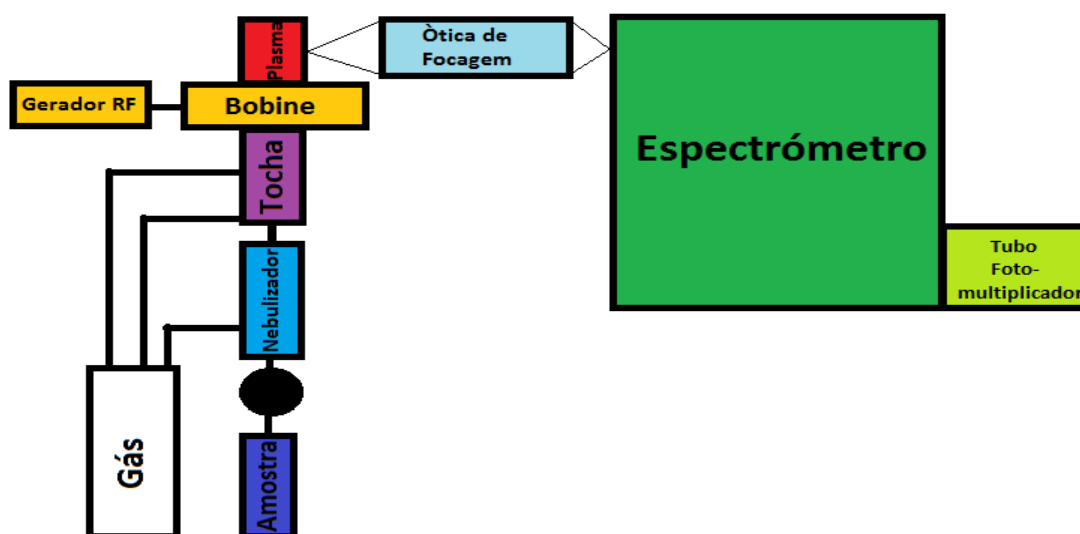 Plasma
Òtica de
Focagem
Gerador RF
Bobine
Espectrómetro
Tocha
Tubo
Foto-
multiplicador
Nebulizador
Gás
Amostra